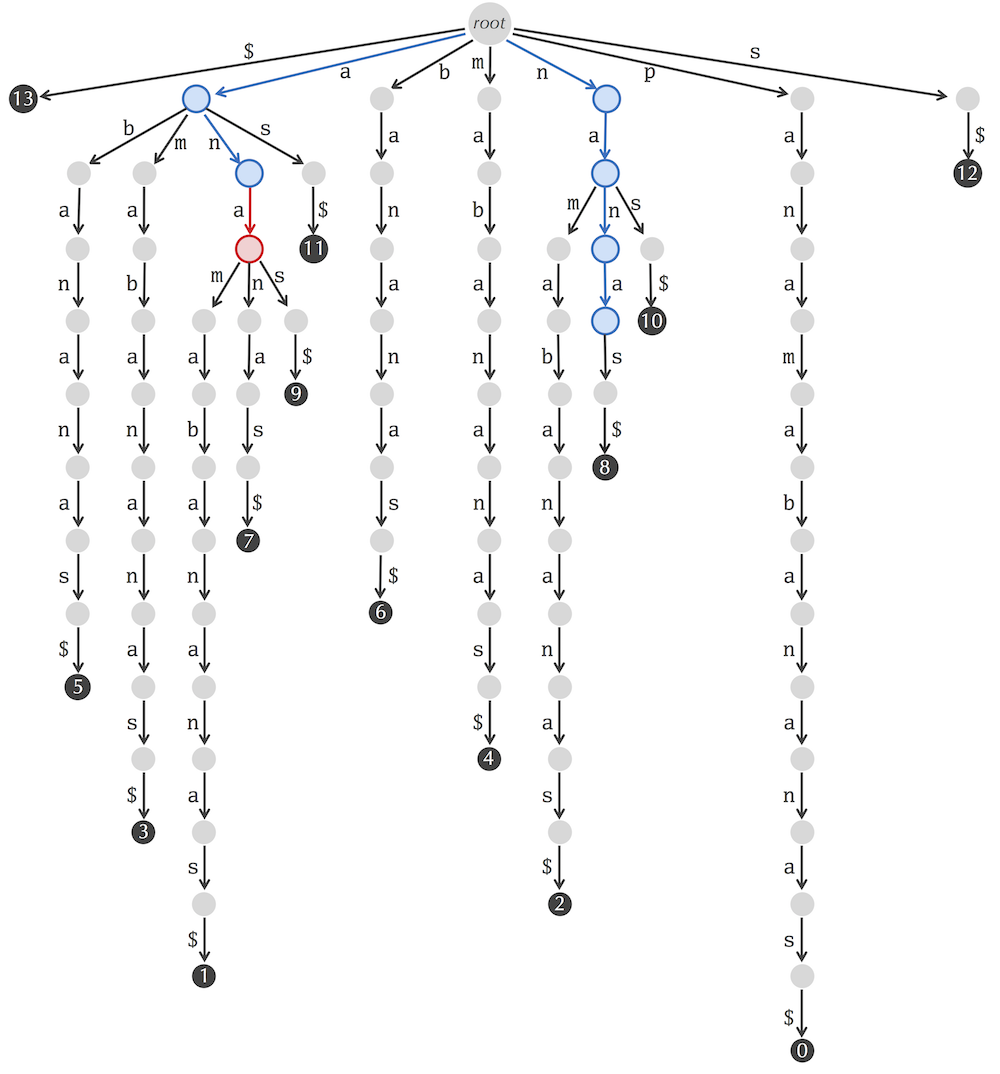 root
$ s
a b m n p
13
b m n s a a a a $
12
a a a $ n b m n s n
11
n b m n s a a a a $ a
10
a a a a $ n n b s m
9
n n b s a a a $ a
8
a a a $ s n n b
7
s n n $ a a a
6
$ a a s n n
5
s n $ a a
4
$ a s n
3
s $ a
2
$ s
1
$
0